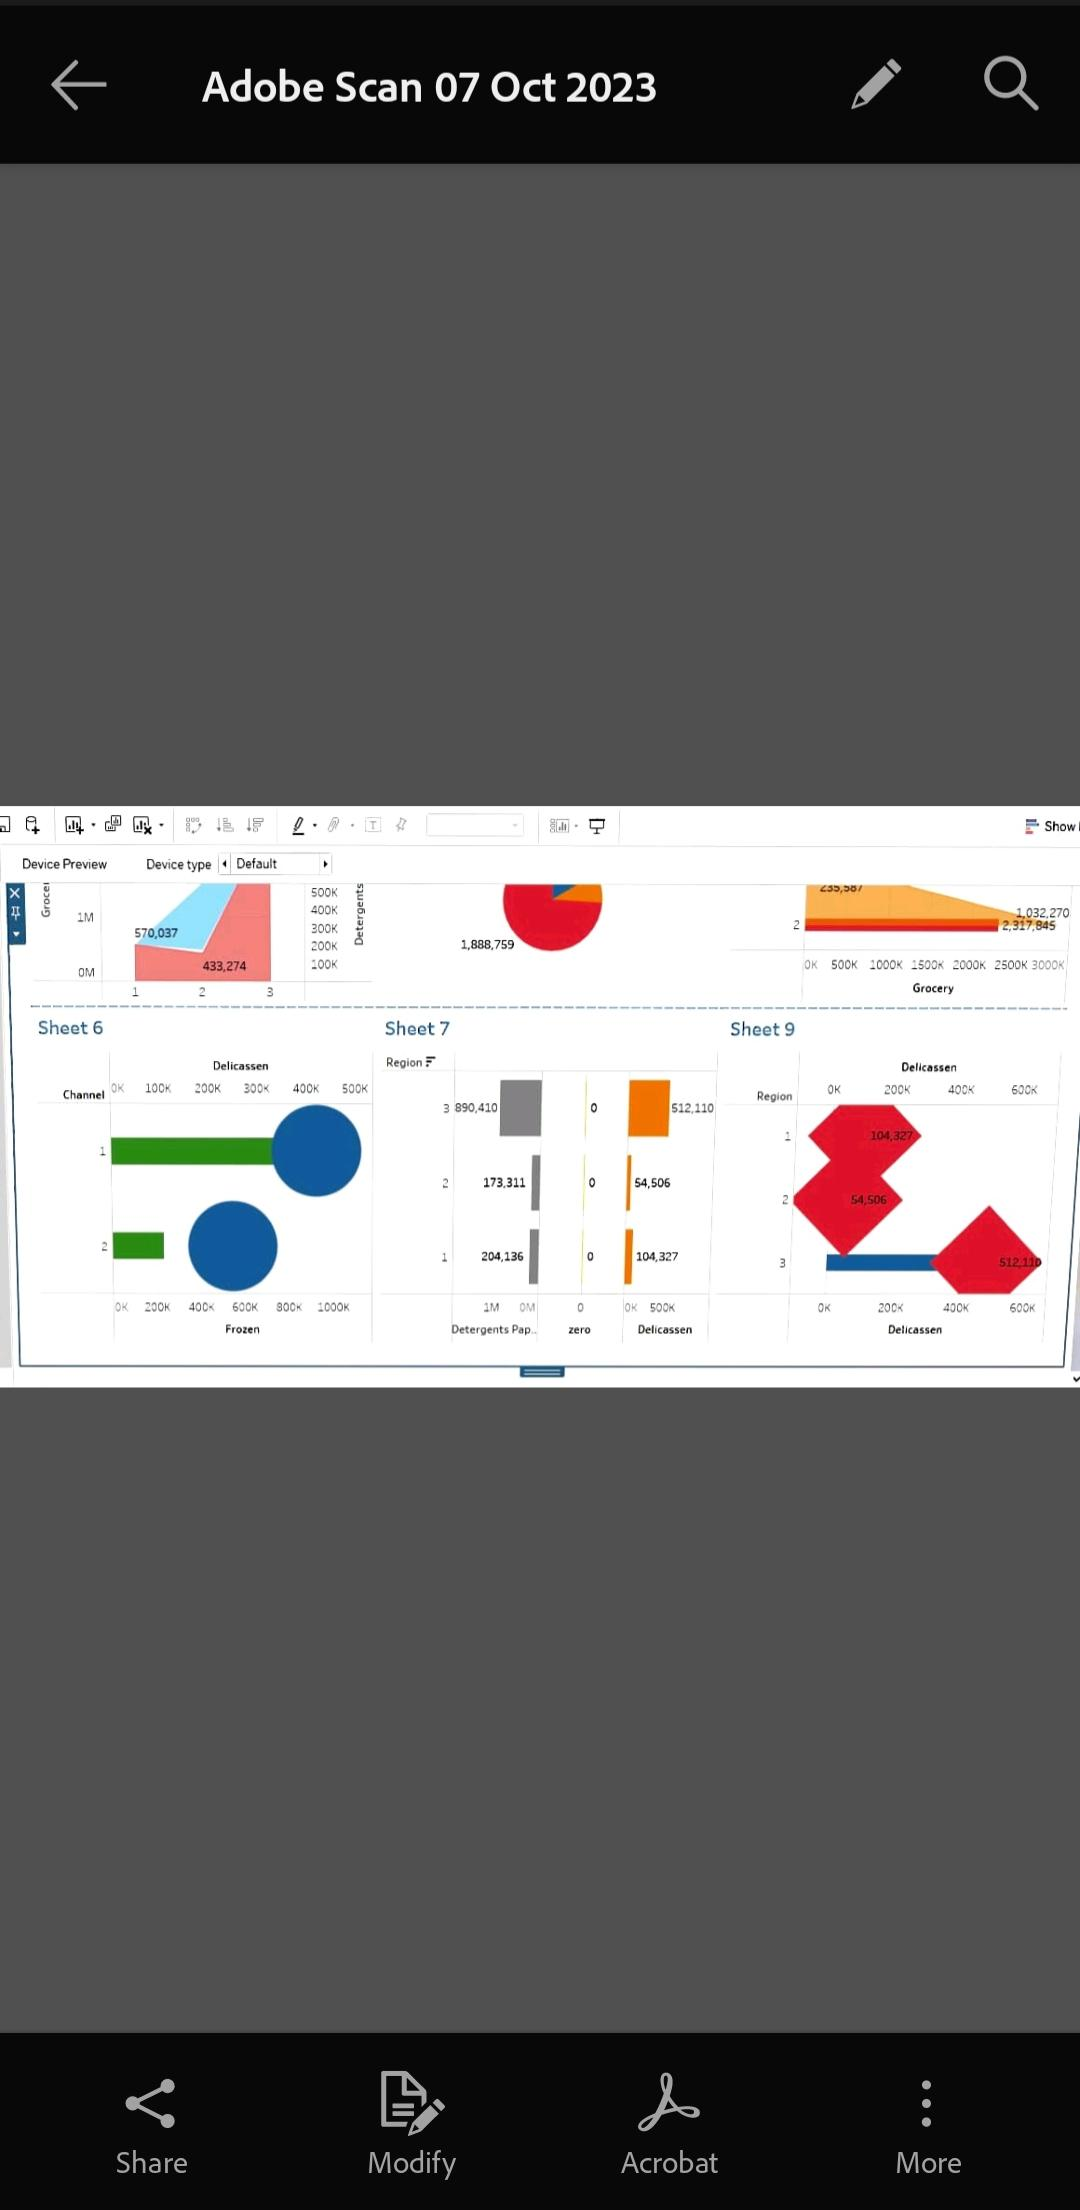 Adobe Scan 07 Oct 2023
Show
Device Preview
Device type
Default
1M
0M
570,037
433,274
1 2 3
500K
400K
300K
200K
100K
Detergents
1,888,759
235,587
1,032,270
2,317,845
2
0K 500K 1000K 1500K 2000K 2500K 3000K
Grocery
Sheet 6
Delicassen
Channel
0K 100K 200K 300K 400K 500K
1
2
0K 200K 400K 600K 800K 1000K
Frozen
Sheet 7
Region
3 890,410 0 512,110
2 173,311 0 54,506
1 204,136 0 104,327
1M 0M 0 0K 500K
Detergents Pap.. zero Delicassen
Sheet 9
Delicassen
Region
0K 200K 400K 600K
1 104,327
2 54,506
3 512,110
0K 200K 400K 600K
Delicassen
Share
Modify
Acrobat
More